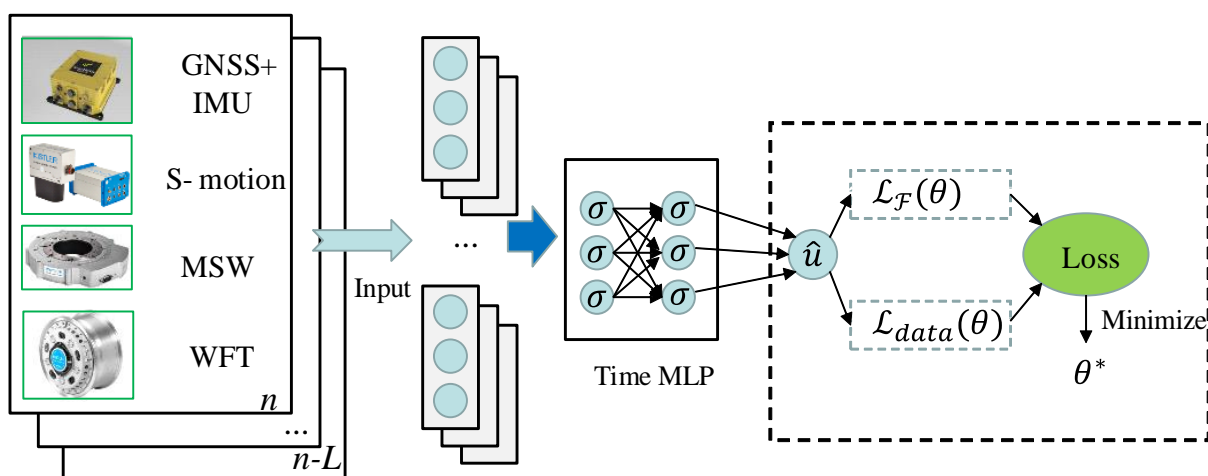 GNSS+
IMU
S- motion
MSW
WFT
n
...
n-L
Input
...
Time MLP
σ σ
σ σ
σ σ
û
ℒ_ℱ(θ)
ℒ_data(θ)
Loss
Minimize
θ*